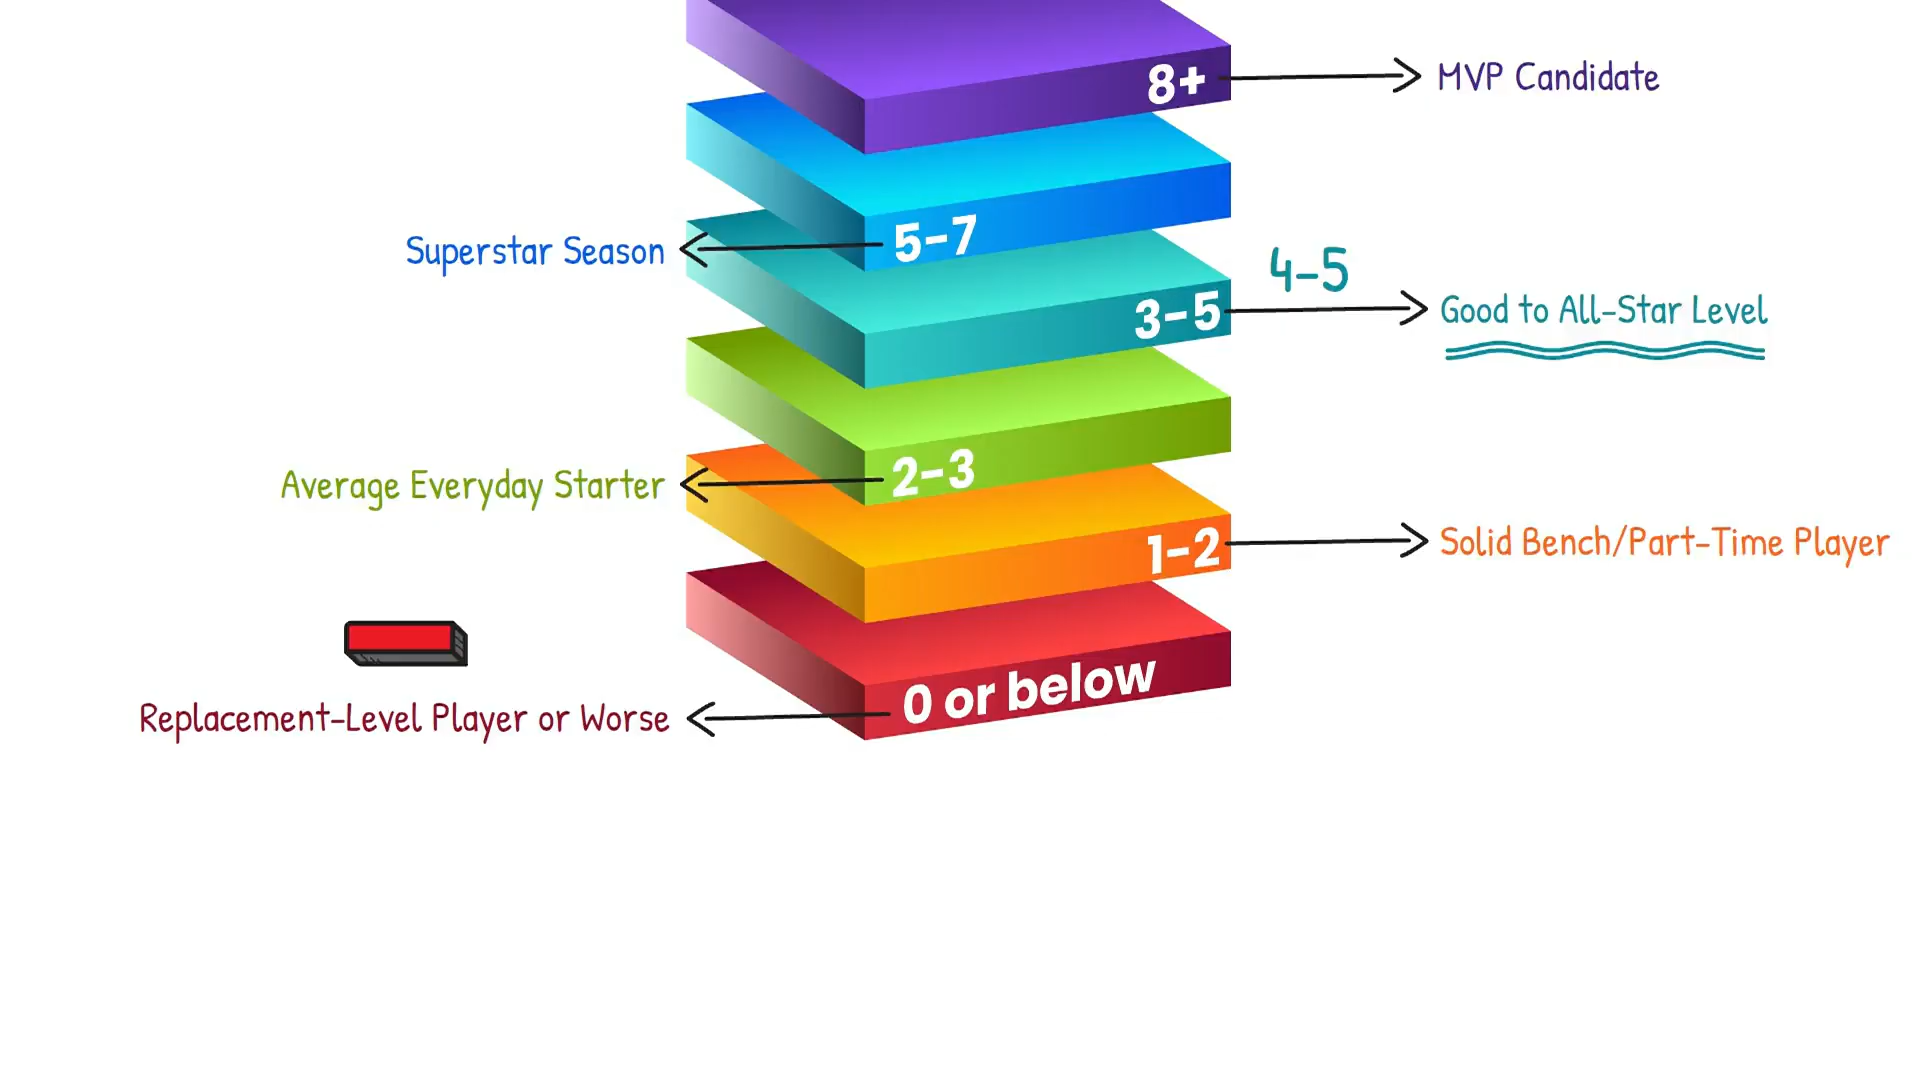 8+
MVP Candidate
5-7
Superstar Season
4-5
3-5
Good to All-Star Level
2-3
Average Everyday Starter
1-2
Solid Bench/Part-Time Player
0 or below
Replacement-Level Player or Worse